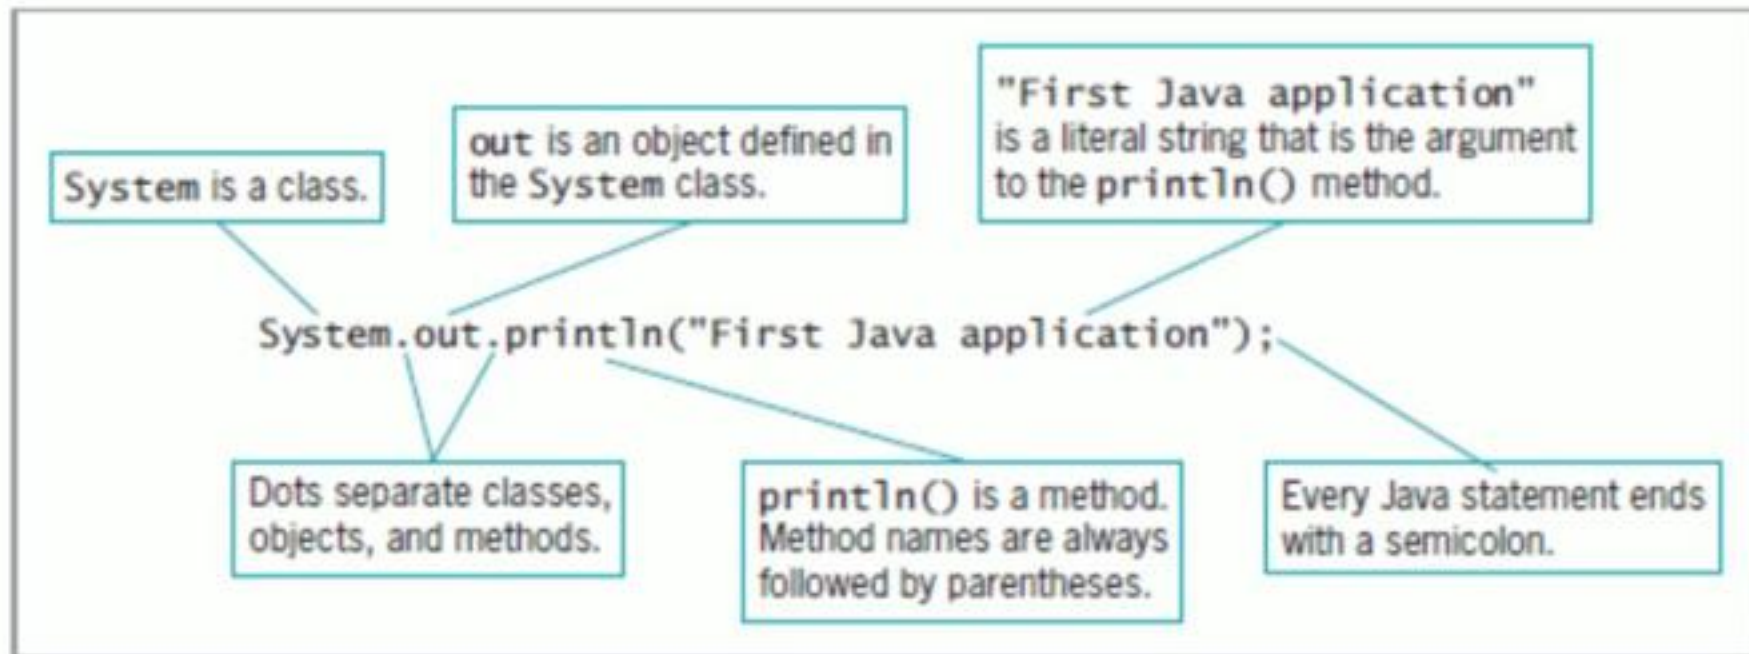 "First Java application"
is a literal string that is the argument
to the println() method.
out is an object defined in
the System class.
System is a class.
System.out.println("First Java application");
Dots separate classes,
objects, and methods.
println() is a method.
Method names are always
followed by parentheses.
Every Java statement ends
with a semicolon.